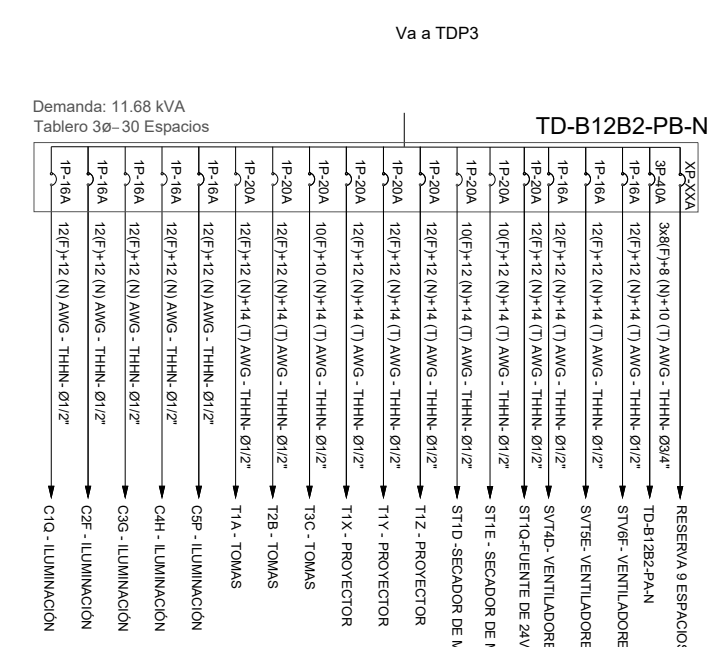 Va a TDP3
Demanda: 11.68 kVA
Tablero 3ø–30 Espacios
TD-B12B2-PB-N
1P-16A
1P-16A
1P-16A
1P-16A
1P-16A
1P-20A
1P-20A
1P-20A
1P-20A
1P-20A
1P-20A
1P-20A
1P-20A
1P-20A
1P-16A
1P-16A
1P-16A
3P-40A
XP-XXA
12(F)+12 (N) AWG - THHN- Ø1/2"
12(F)+12 (N) AWG - THHN- Ø1/2"
12(F)+12 (N) AWG - THHN- Ø1/2"
12(F)+12 (N) AWG - THHN- Ø1/2"
12(F)+12 (N) AWG - THHN- Ø1/2"
12(F)+12 (N)+14 (T) AWG - THHN- Ø1/2"
12(F)+12 (N)+14 (T) AWG - THHN- Ø1/2"
10(F)+10 (N)+14 (T) AWG - THHN- Ø1/2"
12(F)+12 (N)+14 (T) AWG - THHN- Ø1/2"
12(F)+12 (N)+14 (T) AWG - THHN- Ø1/2"
12(F)+12 (N)+14 (T) AWG - THHN- Ø1/2"
10(F)+12 (N)+14 (T) AWG - THHN- Ø1/2"
10(F)+12 (N)+14 (T) AWG - THHN- Ø1/2"
12(F)+12 (N)+14 (T) AWG - THHN- Ø1/2"
12(F)+12 (N)+14 (T) AWG - THHN- Ø1/2"
12(F)+12 (N)+14 (T) AWG - THHN- Ø1/2"
12(F)+12 (N)+14 (T) AWG - THHN- Ø1/2"
3x8(F)+8 (N)+10 (T) AWG - THHN- Ø3/4"
C1Q - ILUMINACIÓN
C2F - ILUMINACIÓN
C3G - ILUMINACIÓN
C4H - ILUMINACIÓN
C5P - ILUMINACIÓN
T1A - TOMAS
T2B - TOMAS
T3C - TOMAS
T1X - PROYECTOR
T1Y - PROYECTOR
T1Z - PROYECTOR
ST1D -SECADOR DE
ST1E - SECADOR DE
ST1Q-FUENTE DE 24V
SVT4D- VENTILADORE
SVT5E- VENTILADORE
STV6F- VENTILADORE
TD-B12B2-PA-N
RESERVA 9 ESPACIOS